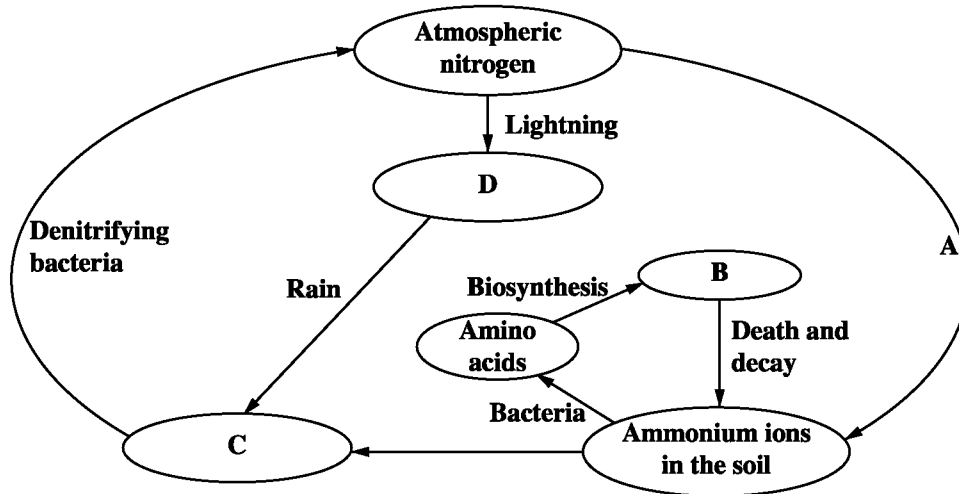 Atmospheric
nitrogen
Lightning
D
Denitrifying
bacteria
A
Rain
Biosynthesis
B
Amino
acids
Death and
decay
Bacteria
C
Ammonium ions
in the soil